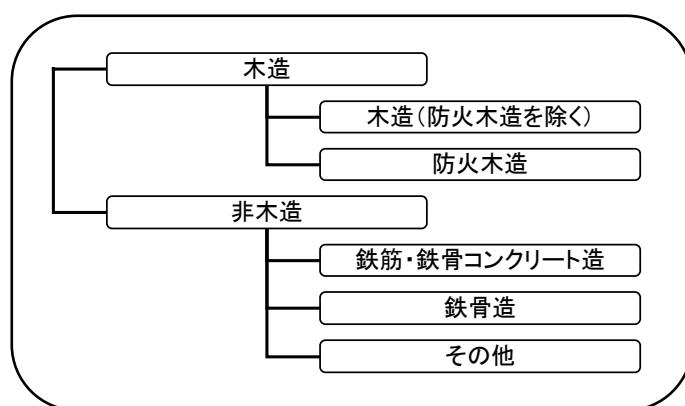 木造
木造（防火木造を除く）
防火木造
非木造
鉄筋・鉄骨コンクリート造
鉄骨造
その他